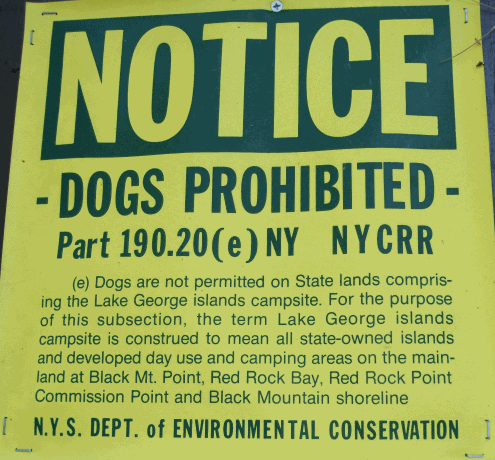 NOTICE
- DOGS PROHIBITED -
Part 190.20(e) NY NYCRR
(e) Dogs are not permitted on State lands compris-
ing the Lake George islands campsite. For the purpose
of this subsection, the term Lake George islands
campsite is construed to mean all state-owned islands
and developed day use and camping areas on the main-
land at Black Mt. Point, Red Rock Bay, Red Rock Point
Commission Point and Black Mountain shoreline
N.Y.S. DEPT. of ENVIRONMENTAL CONSERVATION